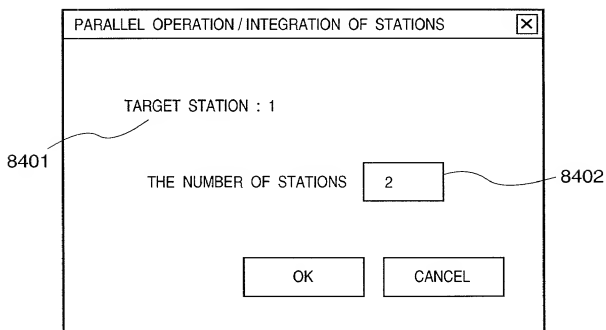 PARALLEL OPERATION / INTEGRATION OF STATIONS
TARGET STATION : 1
8401
THE NUMBER OF STATIONS 2
8402
OK CANCEL